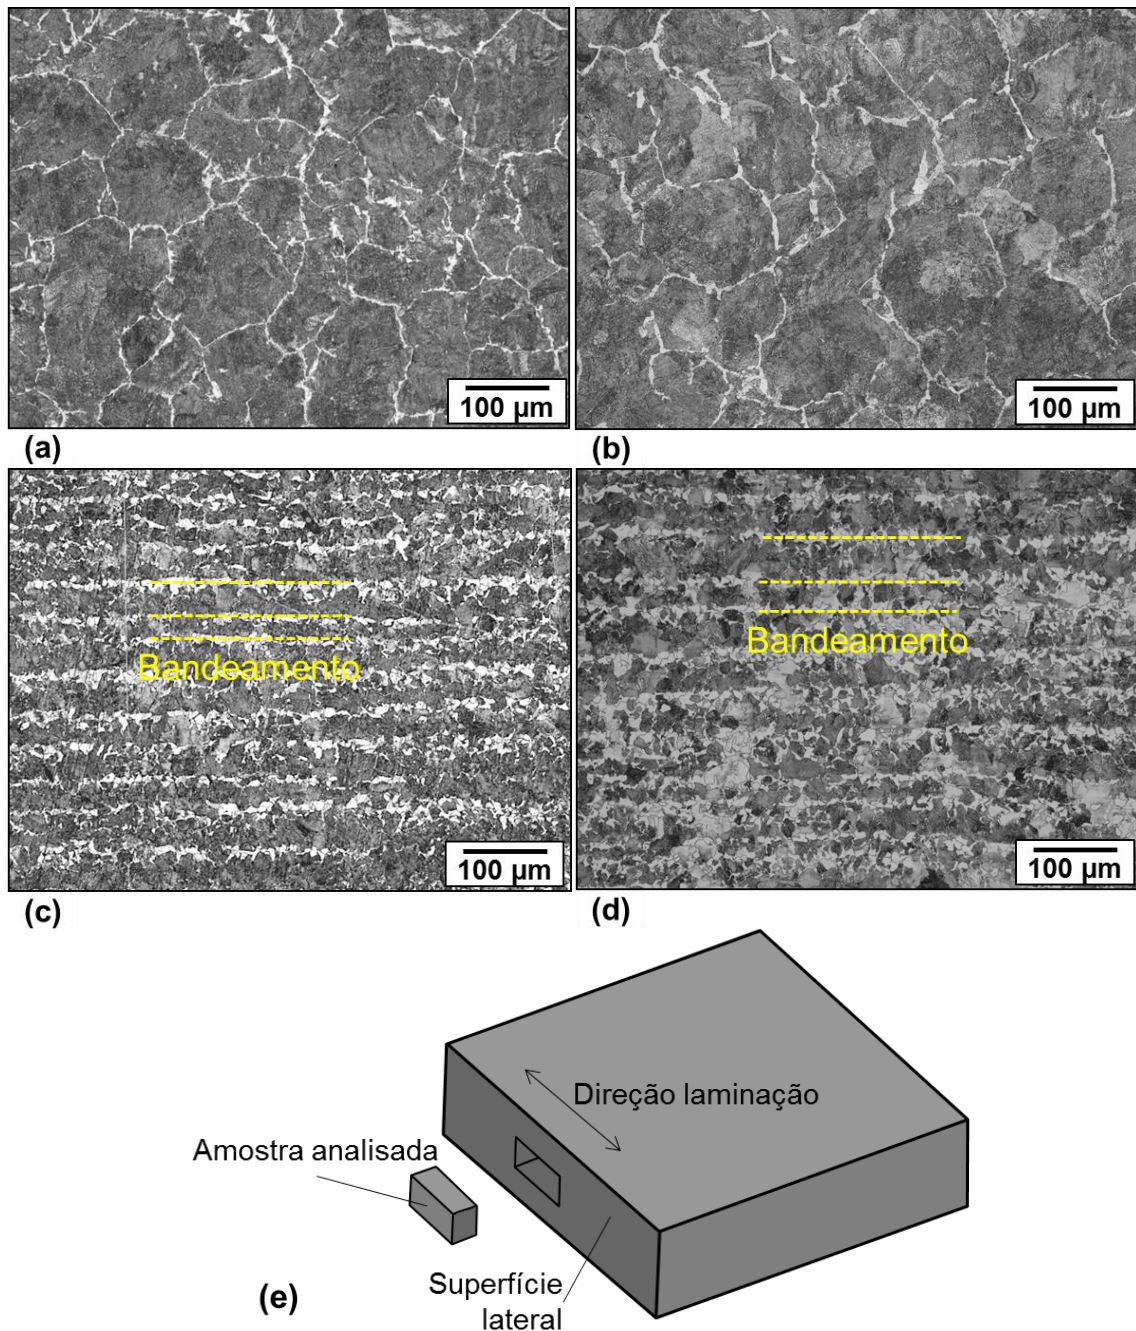 100 µm
100 µm
(a)
(b)
Bandeamento
Bandeamento
100 µm
100 µm
(c)
(d)
Direção laminação
Amostra analisada
Superfície
lateral
(e)